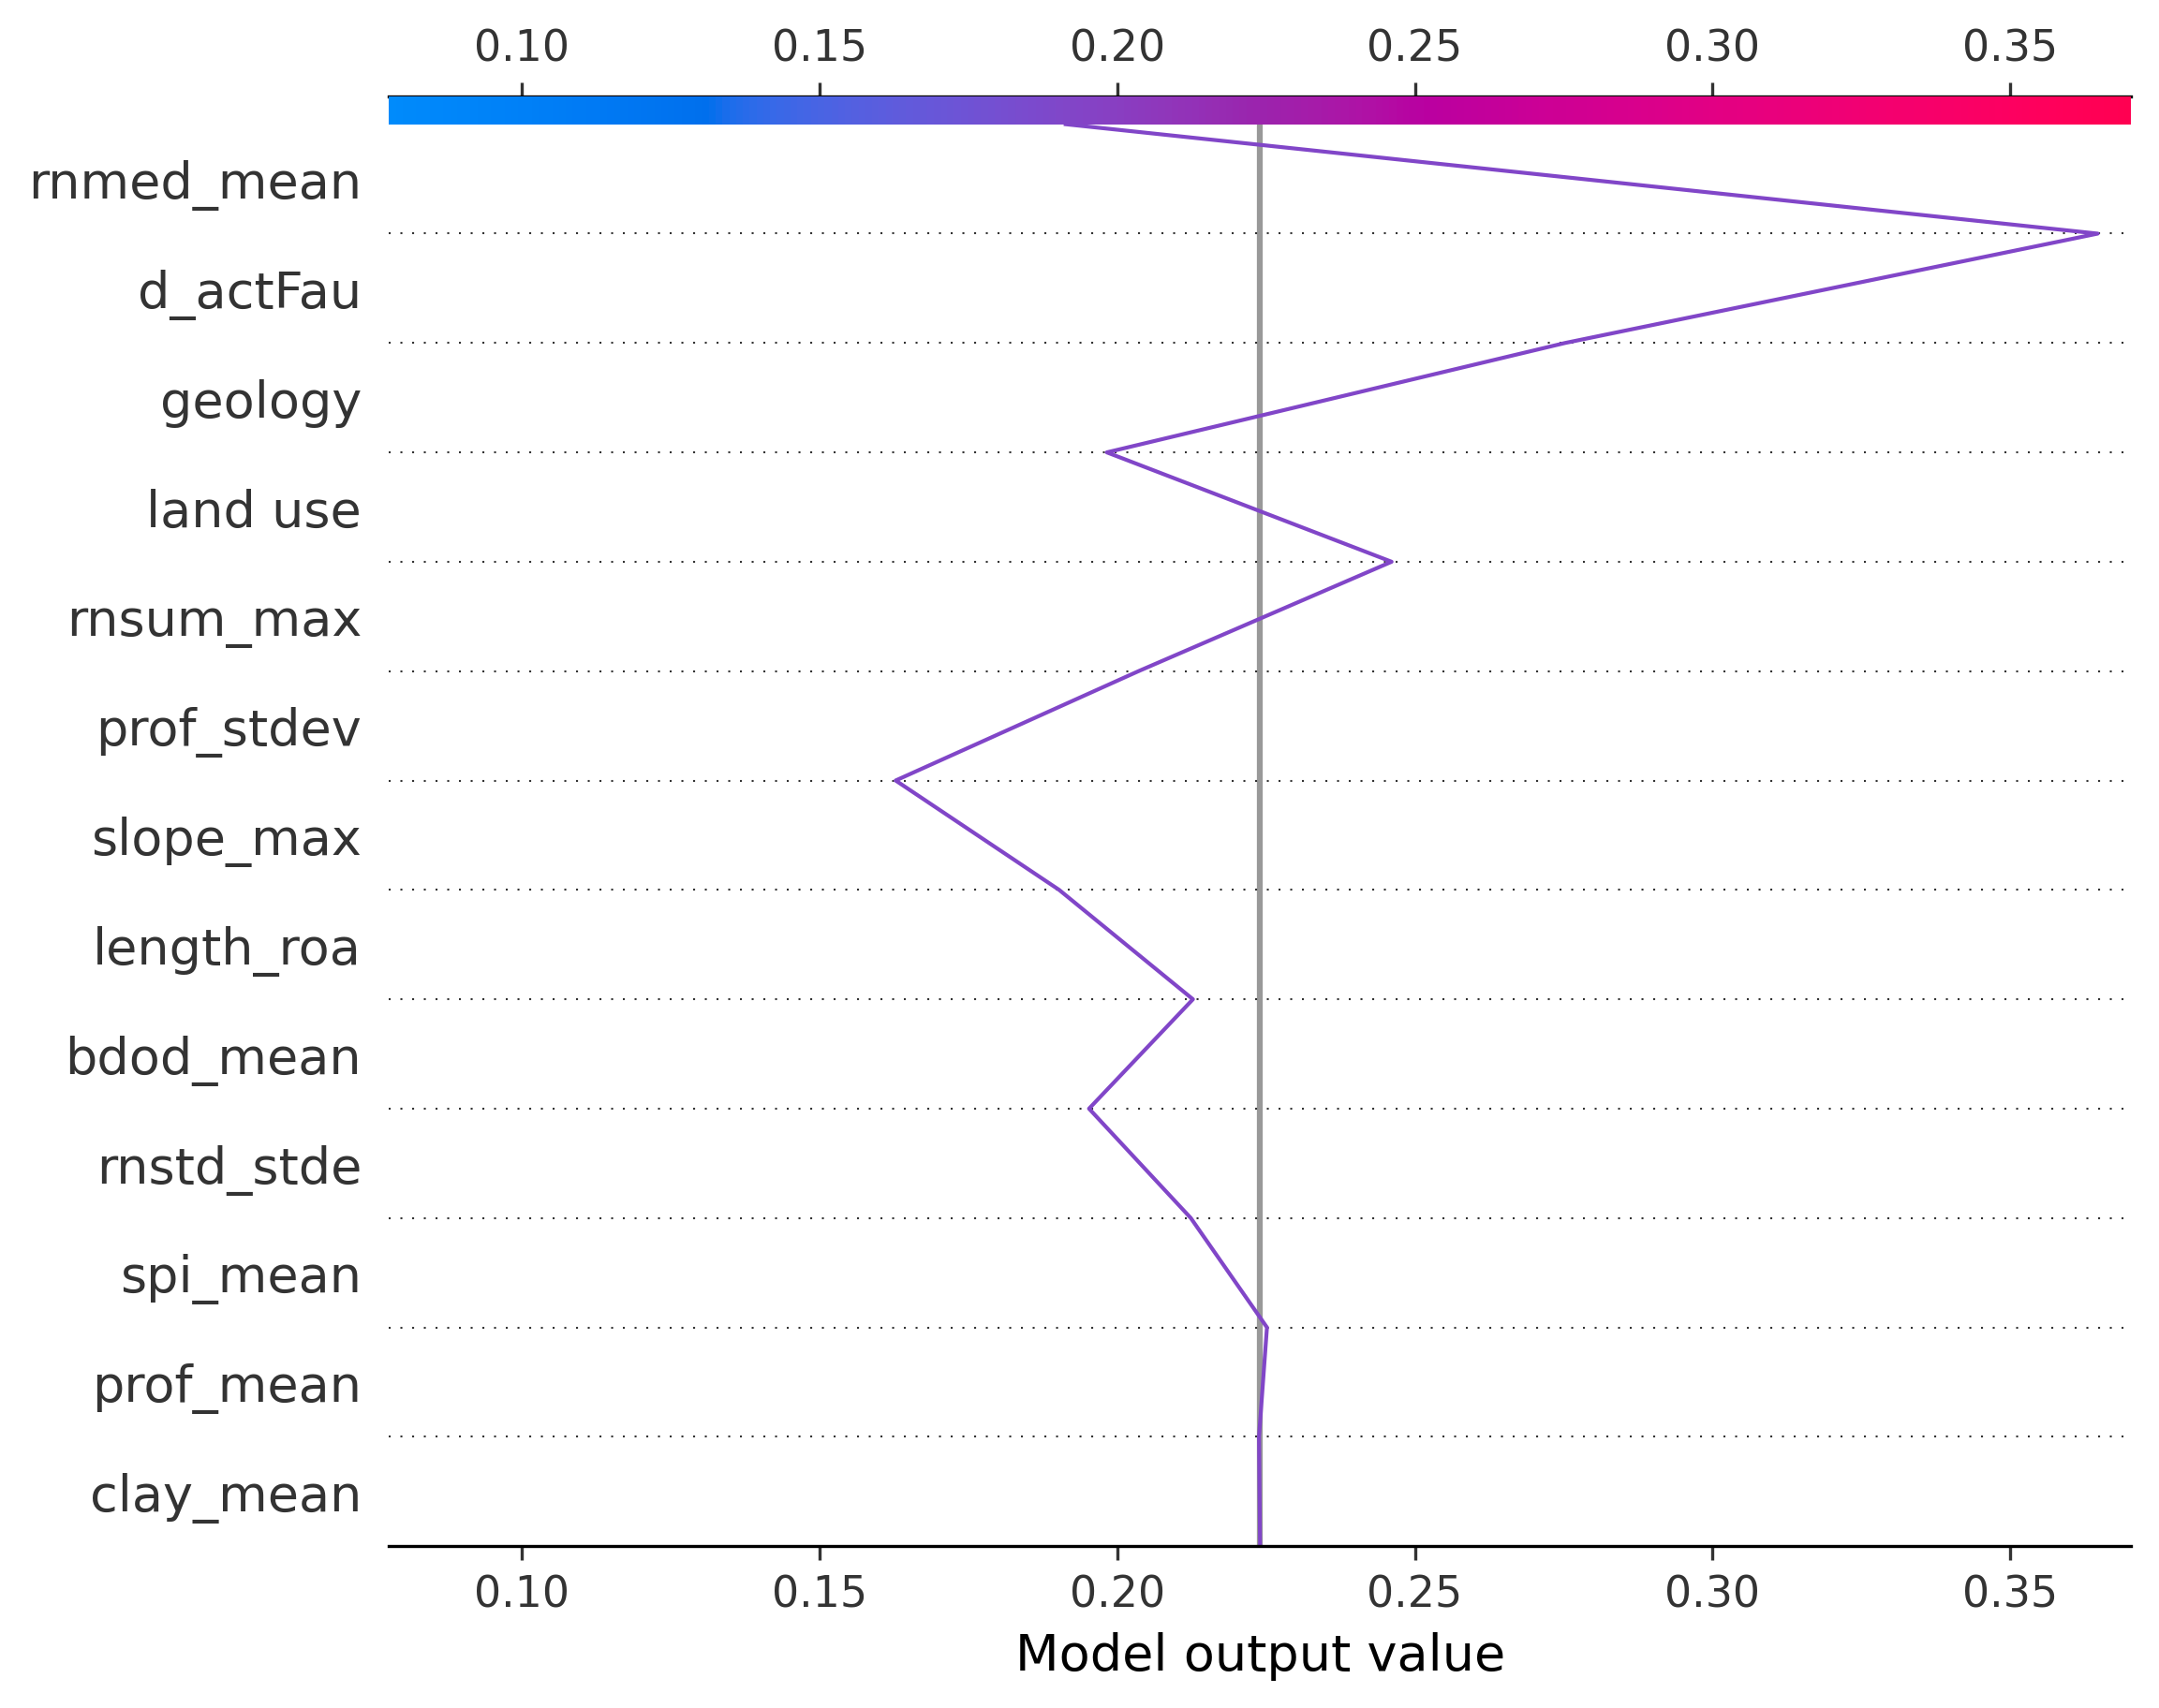 0.10 0.15 0.20 0.25 0.30 0.35
rnmed_mean
d_actFau
geology
land use
rnsum_max
prof_stdev
slope_max
length_roa
bdod_mean
rnstd_stde
spi_mean
prof_mean
clay_mean
0.10 0.15 0.20 0.25 0.30 0.35
Model output value